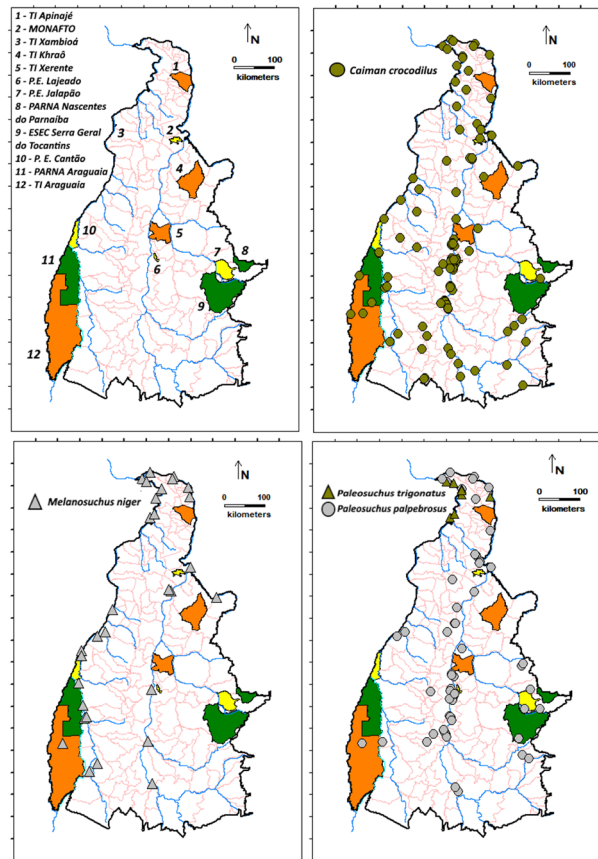 1 - TI Apinajé
2 - MONAFTO
3 - TI Xambioá
4 - TI Khraô
5 - TI Xerente
6 - P.E. Lajeado
7 - P.E. Jalapão
8 - PARNA Nascentes
do Parnaíba
9 - ESEC Serra Geral
do Tocantins
10 - P. E. Cantão
11 - PARNA Araguaia
12 - TI Araguaia
N
0 100
kilometers
1
2
3
4
5
6
7
8
9
10
11
12
N
0 100
kilometers
Caiman crocodilus
N
0 100
kilometers
Melanosuchus niger
N
0 100
kilometers
Paleosuchus trigonatus
Paleosuchus palpebrosus